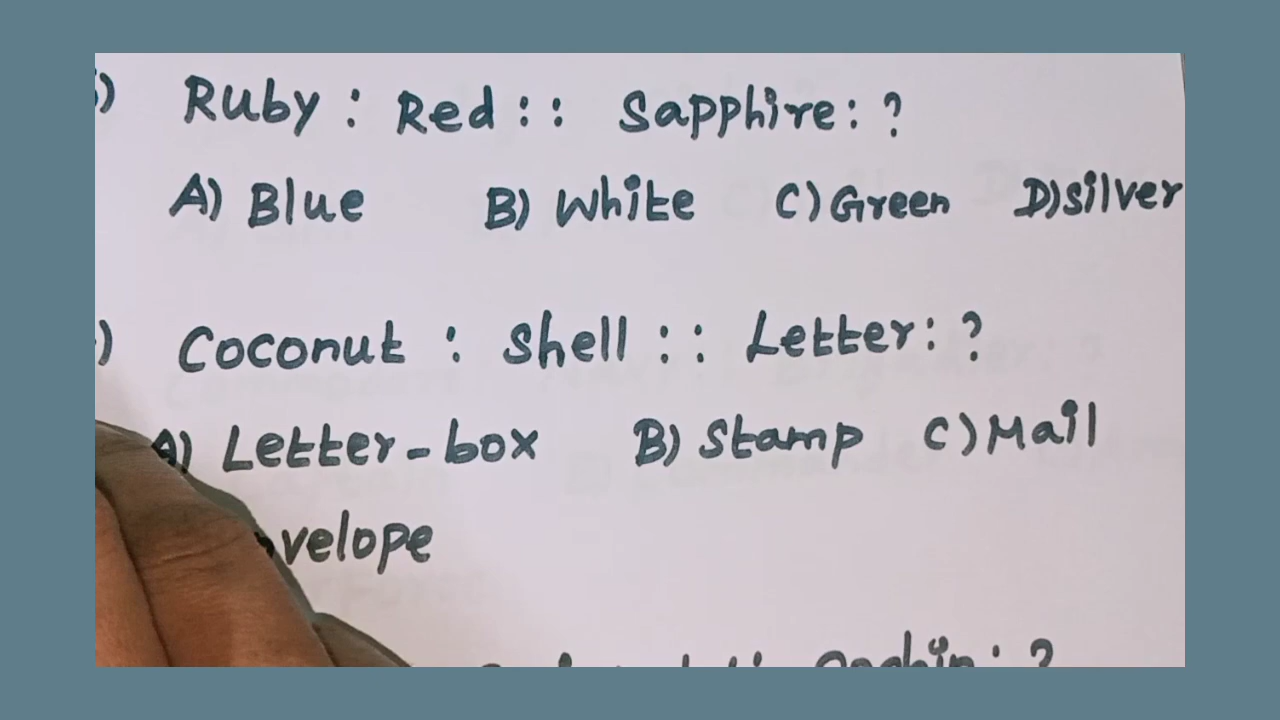 Ruby : Red :: Sapphire : ?
A) Blue B) White C) Green D) silver
Coconut : shell :: Letter : ?
A) Letter-box B) Stamp C) Mail
velope